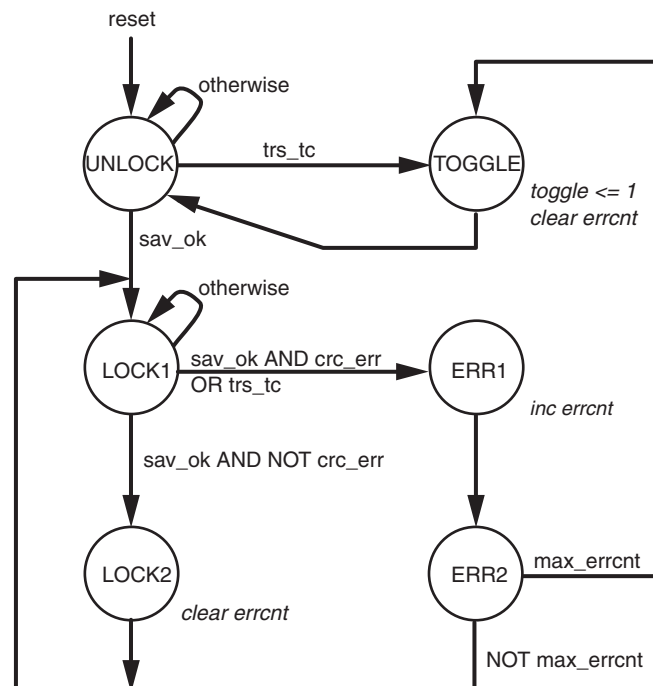 reset
otherwise
UNLOCK
trs_tc
TOGGLE
toggle <= 1
clear errcnt
sav_ok
otherwise
LOCK1
sav_ok AND crc_err
OR trs_tc
ERR1
inc errcnt
sav_ok AND NOT crc_err
LOCK2
clear errcnt
ERR2
max_errcnt
NOT max_errcnt